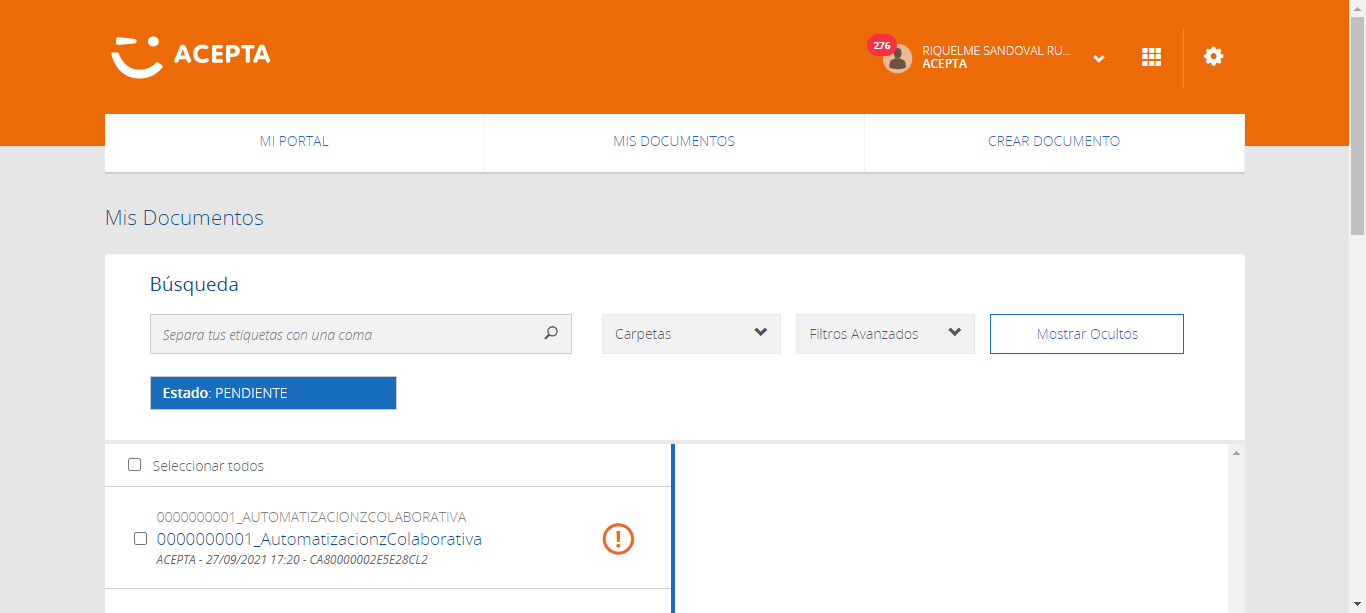 ACEPTA
276
RIQUELME SANDOVAL RU...
ACEPTA
MI PORTAL
MIS DOCUMENTOS
CREAR DOCUMENTO
Mis Documentos
Búsqueda
Separa tus etiquetas con una coma
Carpetas
Filtros Avanzados
Mostrar Ocultos
Estado: PENDIENTE
Seleccionar todos
0000000001_AUTOMATIZACIONZCOLABORATIVA
0000000001_AutomatizacionzColaborativa
ACEPTA - 27/09/2021 17:20 - CA80000002E5E28CL2